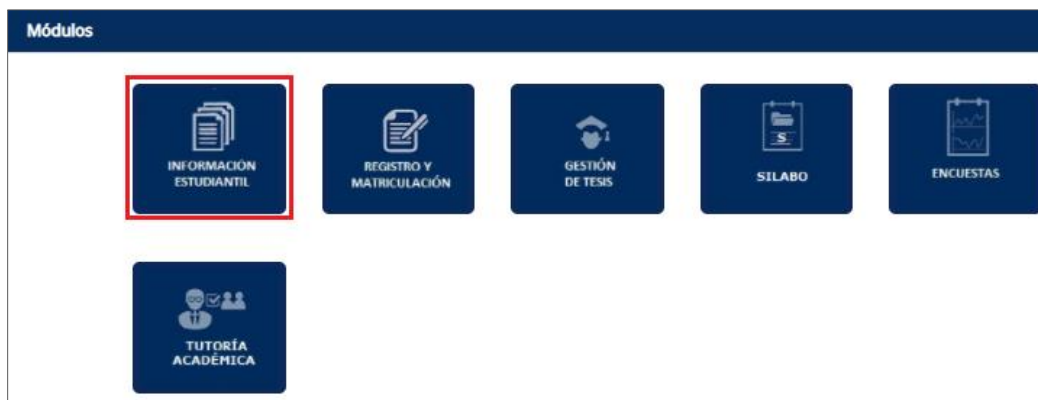 Módulos
INFORMACIÓN
ESTUDIANTIL
REGISTRO Y
MATRICULACIÓN
GESTIÓN
DE TESIS
S
SILABO
ENCUESTAS
TUTORÍA
ACADÉMICA